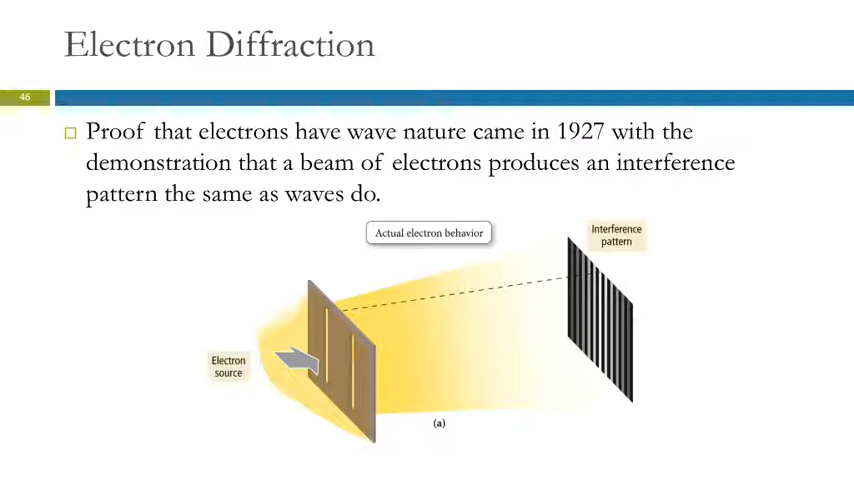 Electron Diffraction
46
Proof that electrons have wave nature came in 1927 with the
demonstration that a beam of electrons produces an interference
pattern the same as waves do.
Actual electron behavior
Interference
pattern
Electron
source
(a)